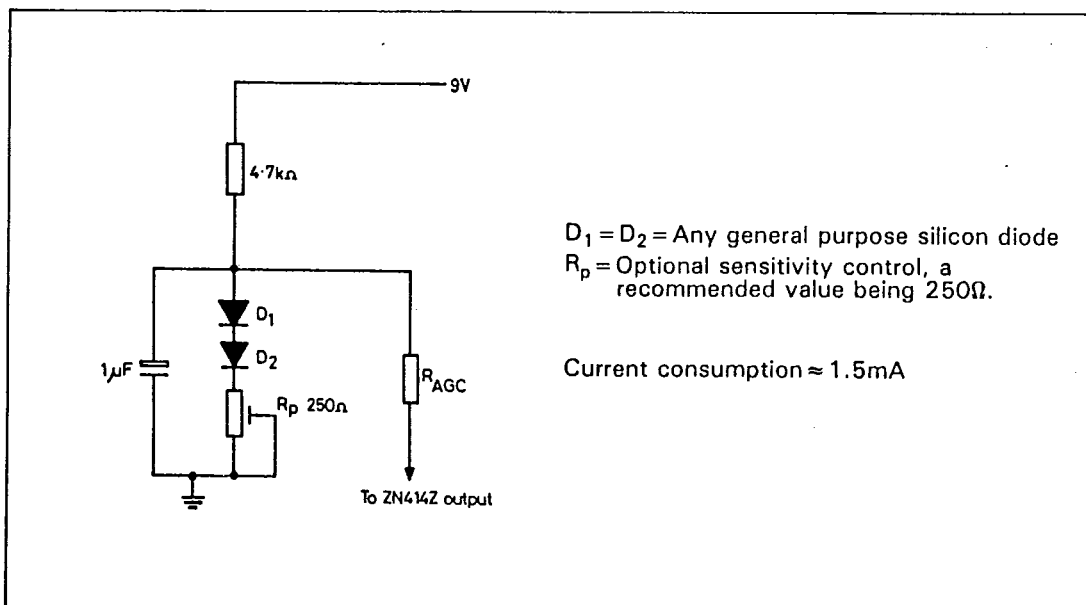 9V
4·7kΩ
D₁
D₂
1μF
Rp 250Ω
RAGC
To ZN414Z output
D₁ = D₂ = Any general purpose silicon diode
Rp = Optional sensitivity control, a
recommended value being 250Ω.
Current consumption ≈ 1.5mA